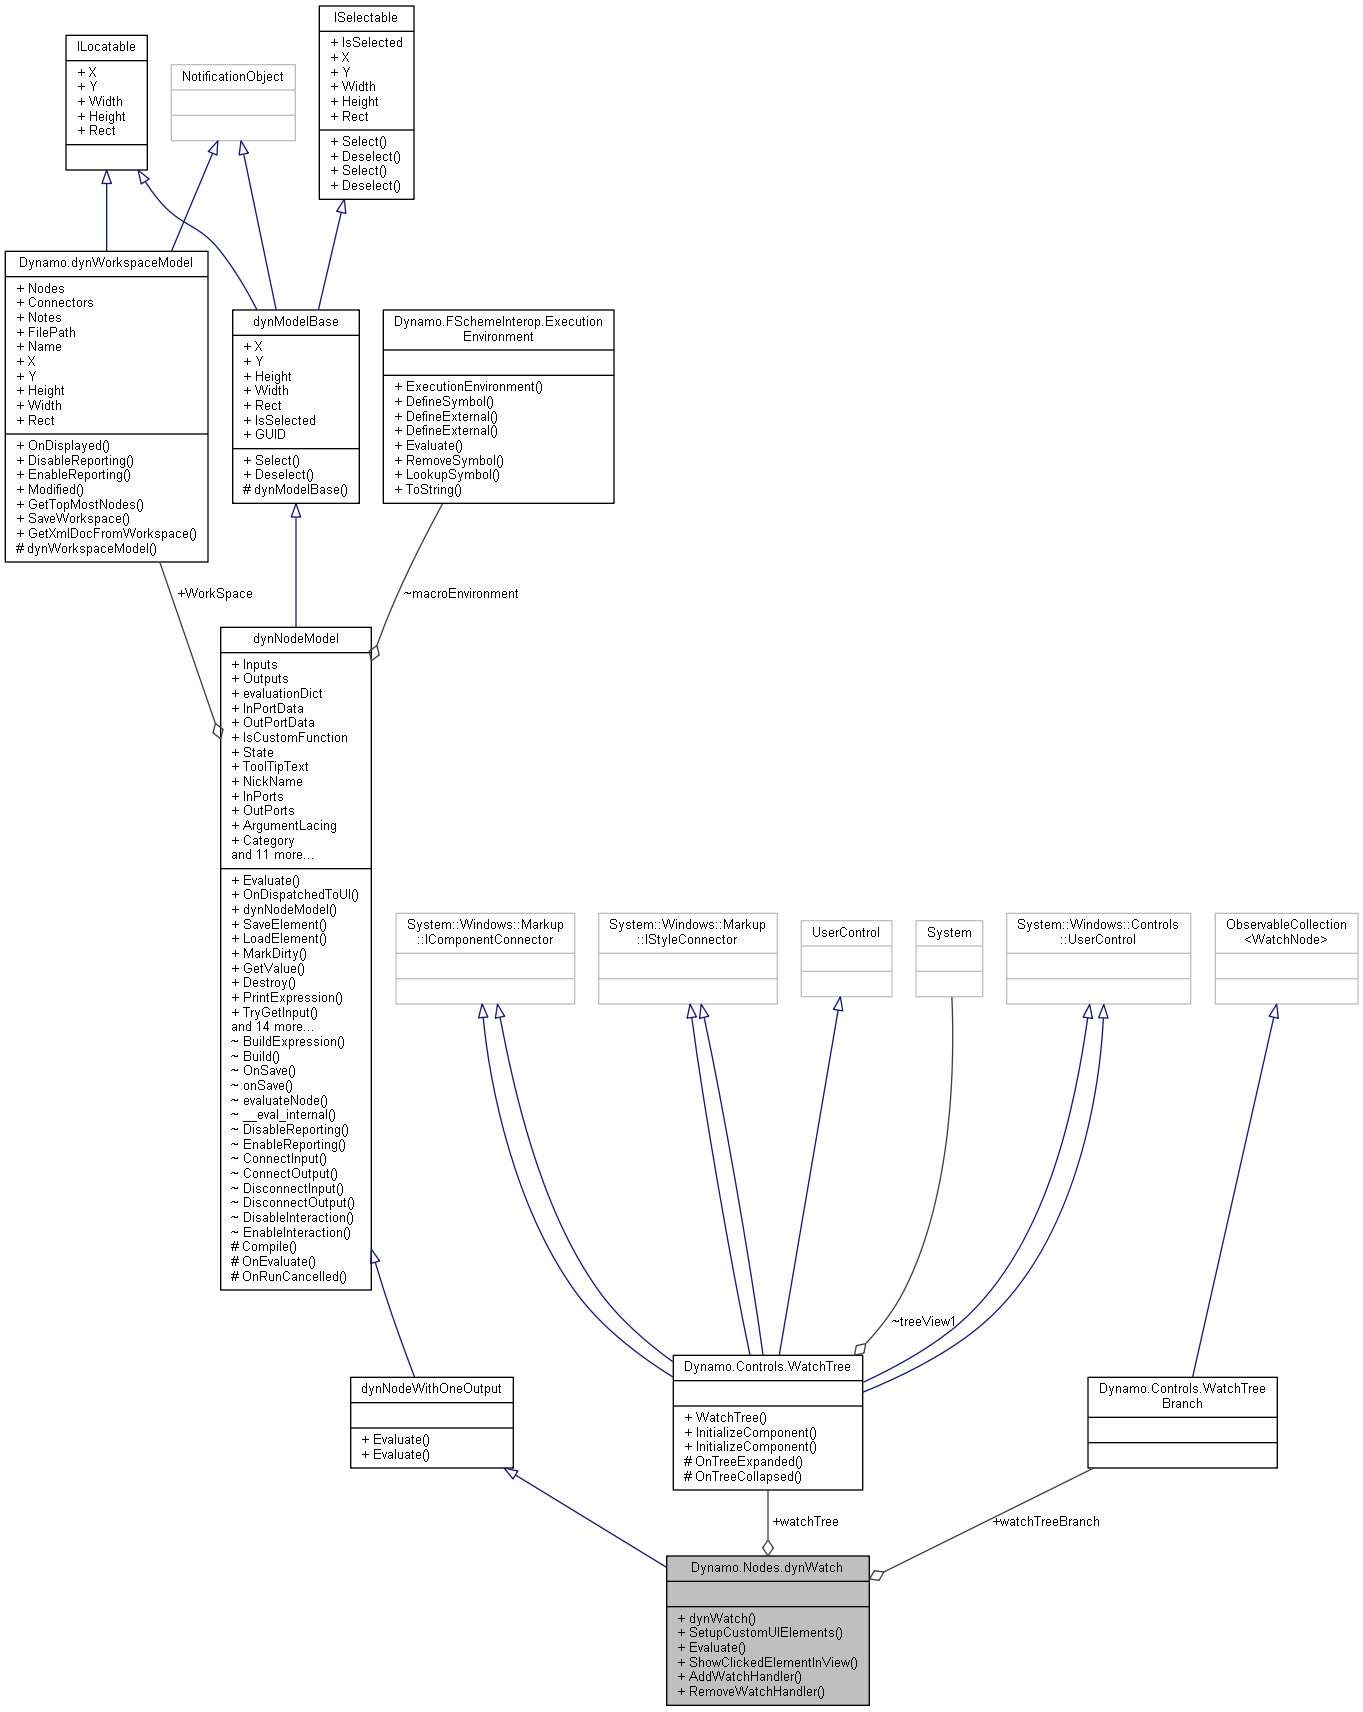 ISelectable
+ IsSelected
+ X
+ Y
+ Width
+ Height
+ Rect
+ Select()
+ Deselect()
+ Select()
+ Deselect()
ILocatable
+ X
+ Y
+ Width
+ Height
+ Rect
NotificationObject
Dynamo.dynWorkspaceModel
+ Nodes
+ Connectors
+ Notes
+ FilePath
+ Name
+ X
+ Y
+ Height
+ Width
+ Rect
+ OnDisplayed()
+ DisableReporting()
+ EnableReporting()
+ Modified()
+ GetTopMostNodes()
+ SaveWorkspace()
+ GetXmlDocFromWorkspace()
# dynWorkspaceModel()
dynModelBase
+ X
+ Y
+ Height
+ Width
+ Rect
+ IsSelected
+ GUID
+ Select()
+ Deselect()
# dynModelBase()
Dynamo.FSchemeInterop.Execution
Environment
+ ExecutionEnvironment()
+ DefineSymbol()
+ DefineExternal()
+ DefineExternal()
+ Evaluate()
+ RemoveSymbol()
+ LookupSymbol()
+ ToString()
+WorkSpace
~macroEnvironment
dynNodeModel
+ Inputs
+ Outputs
+ evaluationDict
+ InPortData
+ OutPortData
+ IsCustomFunction
+ State
+ ToolTipText
+ NickName
+ InPorts
+ OutPorts
+ ArgumentLacing
+ Category
and 11 more...
+ Evaluate()
+ OnDispatchedToUI()
+ dynNodeModel()
+ SaveElement()
+ LoadElement()
+ MarkDirty()
+ GetValue()
+ Destroy()
+ PrintExpression()
+ TryGetInput()
and 14 more...
~ BuildExpression()
~ Build()
~ OnSave()
~ onSave()
~ evaluateNode()
~ __eval_internal()
~ DisableReporting()
~ EnableReporting()
~ ConnectInput()
~ ConnectOutput()
~ DisconnectInput()
~ DisconnectOutput()
~ DisableInteraction()
~ EnableInteraction()
# Compile()
# OnEvaluate()
# OnRunCancelled()
System::Windows::Markup
::IComponentConnector
System::Windows::Markup
::IStyleConnector
UserControl
System
System::Windows::Controls
::UserControl
ObservableCollection
<WatchNode>
~treeView1
dynNodeWithOneOutput
+ Evaluate()
+ Evaluate()
Dynamo.Controls.WatchTree
+ WatchTree()
+ InitializeComponent()
+ InitializeComponent()
# OnTreeExpanded()
# OnTreeCollapsed()
Dynamo.Controls.WatchTree
Branch
+watchTree
+watchTreeBranch
Dynamo.Nodes.dynWatch
+ dynWatch()
+ SetupCustomUIElements()
+ Evaluate()
+ ShowClickedElementInView()
+ AddWatchHandler()
+ RemoveWatchHandler()